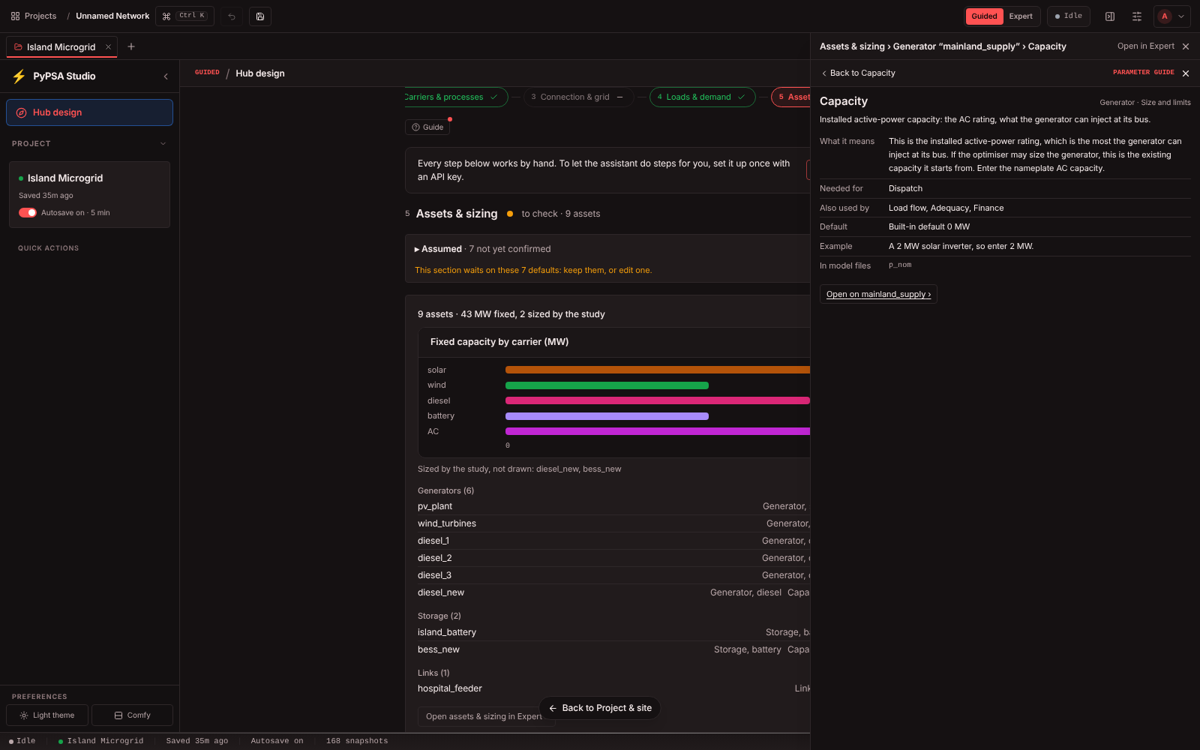 Projects / Unnamed Network ⌘ Ctrl K Guided Expert Idle A
Island Microgrid × +
PyPSA Studio
Hub design
PROJECT
Island Microgrid
Saved 35m ago
Autosave on · 5 min
QUICK ACTIONS
PREFERENCES
Light theme Comfy
GUIDED / Hub design
Carriers & processes ✓ 3 Connection & grid – 4 Loads & demand ✓ 5 Asset
Guide
Every step below works by hand. To let the assistant do steps for you, set it up once with
an API key.
5 Assets & sizing to check · 9 assets
▸ Assumed · 7 not yet confirmed
This section waits on these 7 defaults: keep them, or edit one.
9 assets · 43 MW fixed, 2 sized by the study
Fixed capacity by carrier (MW)
solar
wind
diesel
battery
AC
0
Sized by the study, not drawn: diesel_new, bess_new
Generators (6)
pv_plant Generator,
wind_turbines Generator,
diesel_1 Generator,
diesel_2 Generator,
diesel_3 Generator,
diesel_new Generator, diesel Capa
Storage (2)
island_battery Storage, b
bess_new Storage, battery Capa
Links (1)
hospital_feeder Link
Open assets & sizing in Expert
← Back to Project & site
Assets & sizing › Generator “mainland_supply” › Capacity Open in Expert ×
‹ Back to Capacity PARAMETER GUIDE ×
Capacity Generator · Size and limits
Installed active-power capacity: the AC rating, what the generator can inject at its bus.
What it means This is the installed active-power rating, which is the most the generator can
inject at its bus. If the optimiser may size the generator, this is the existing
capacity it starts from. Enter the nameplate AC capacity.
Needed for Dispatch
Also used by Load flow, Adequacy, Finance
Default Built-in default 0 MW
Example A 2 MW solar inverter, so enter 2 MW.
In model files p_nom
Open on mainland_supply ›
Idle Island Microgrid Saved 35m ago Autosave on 168 snapshots